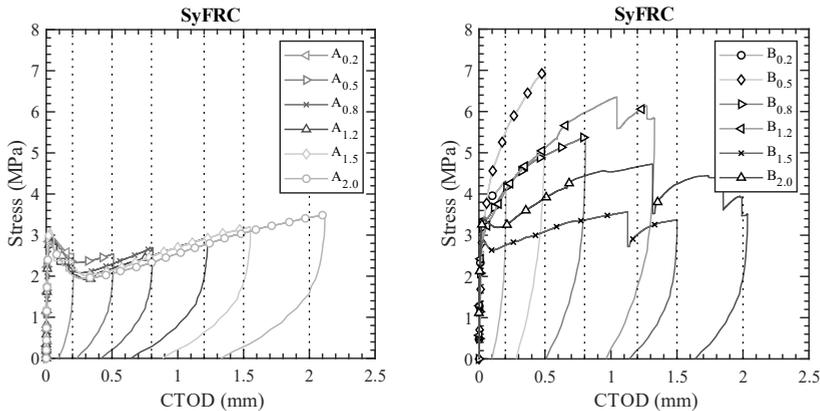 SyFRC
8
7
6
5
4
3
2
1
0
Stress (MPa)
A0.2
A0.5
A0.8
A1.2
A1.5
A2.0
0 0.5 1 1.5 2 2.5
CTOD (mm)
SyFRC
8
7
6
5
4
3
2
1
0
Stress (MPa)
B0.2
B0.5
B0.8
B1.2
B1.5
B2.0
0 0.5 1 1.5 2 2.5
CTOD (mm)